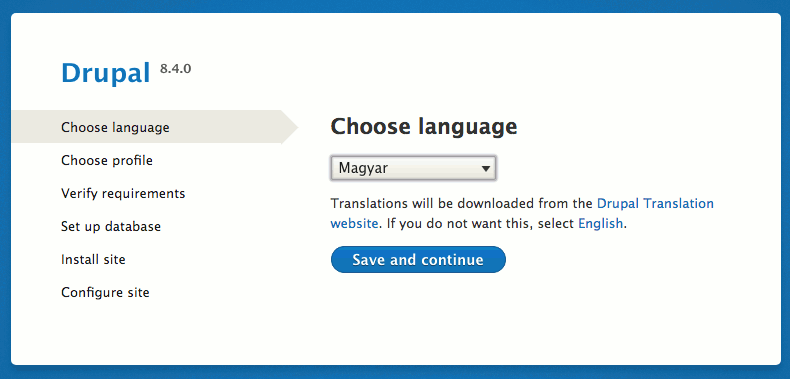 Drupal 8.4.0
Choose language
Choose profile
Verify requirements
Set up database
Install site
Configure site
Choose language
Magyar
Translations will be downloaded from the Drupal Translation
website. If you do not want this, select English.
Save and continue